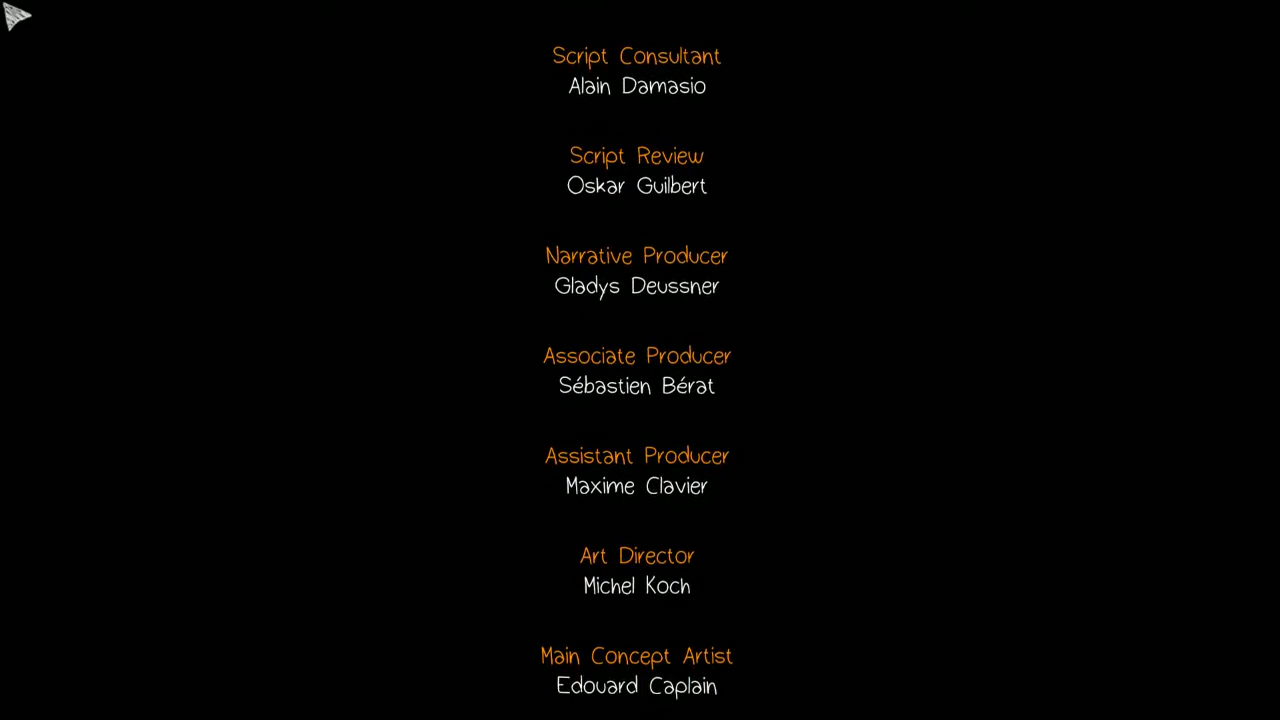 Script Consultant
Alain Damasio
Script Review
Oskar Guilbert
Narrative Producer
Gladys Deussner
Associate Producer
Sébastien Bérat
Assistant Producer
Maxime Clavier
Art Director
Michel Koch
Main Concept Artist
Edouard Caplain